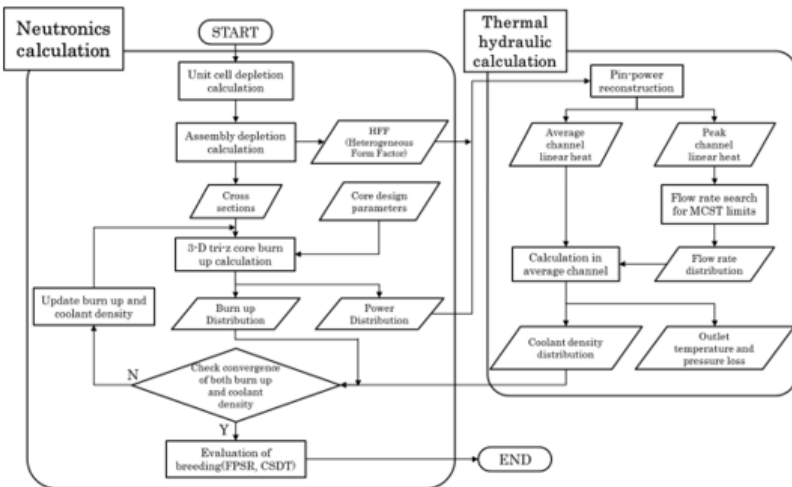 Neutronics
calculation
START
Unit cell depletion
calculation
Assembly depletion
calculation
HFF
(Heterogeneous
Form Factor)
Cross
sections
Core design
parameters
3-D tri-z core burn
up calculation
Update burn up and
coolant density
Burn up
Distribution
Power
Distribution
N
Check convergence
of both burn up
and coolant
density
Y
Evaluation of
breeding(FPSR, CSDT)
END
Thermal
hydraulic
calculation
Pin-power
reconstruction
Average
channel
linear heat
Peak
channel
linear heat
Flow rate search
for MCST limits
Calculation in
average channel
Flow rate
distribution
Coolant density
distribution
Outlet
temperature and
pressure loss